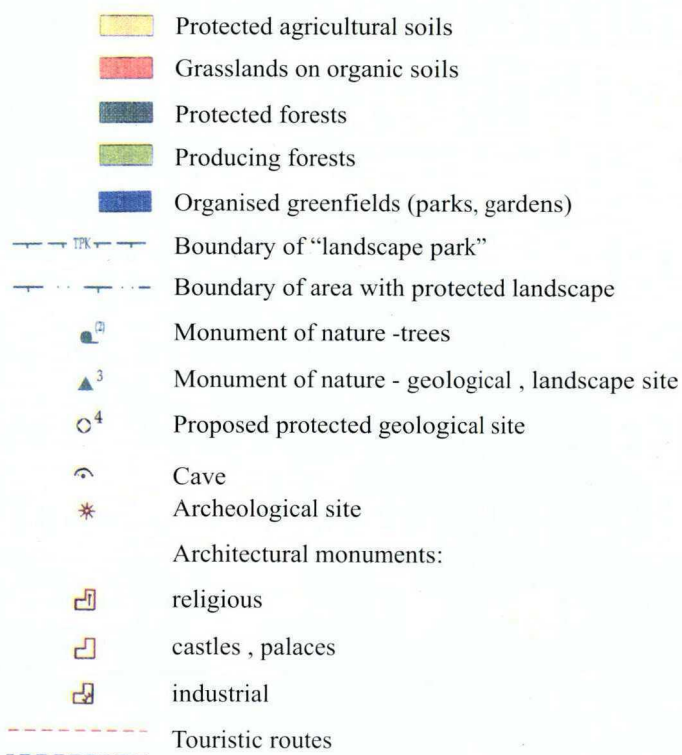 Protected agricultural soils
Grasslands on organic soils
Protected forests
Producing forests
Organised greenfields (parks, gardens)
TPK Boundary of “landscape park”
Boundary of area with protected landscape
(2) Monument of nature -trees
3 Monument of nature - geological , landscape site
4 Proposed protected geological site
Cave
Archeological site
Architectural monuments:
religious
castles , palaces
industrial
Touristic routes